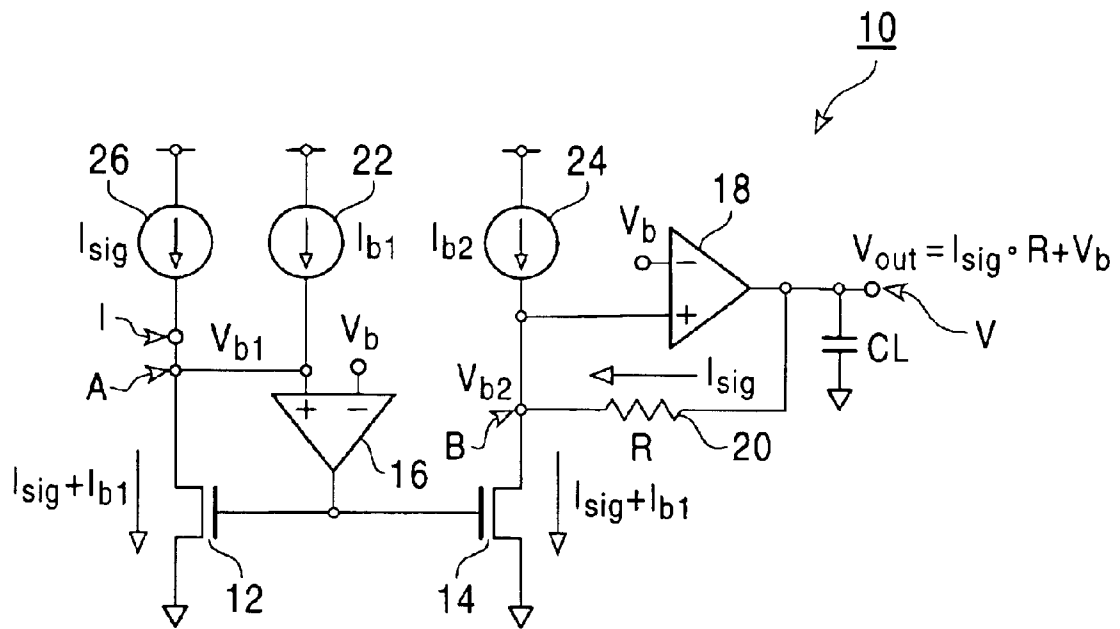 10
26
22
24
18
I_sig
I_b1
I_b2
V_b
V_out = I_sig ∘ R + V_b
I
V_b1
V_b
V
CL
A
+ −
−
+
V_b2
I_sig
B
R
20
16
I_sig + I_b1
I_sig + I_b1
12
14